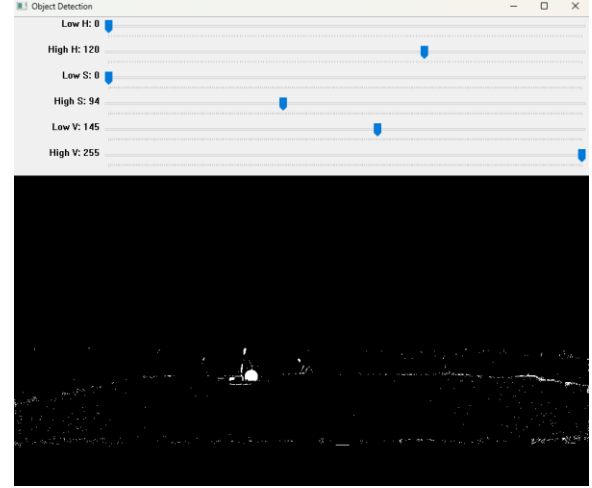 Object Detection
Low H: 0
High H: 120
Low S: 0
High S: 94
Low V: 145
High V: 255